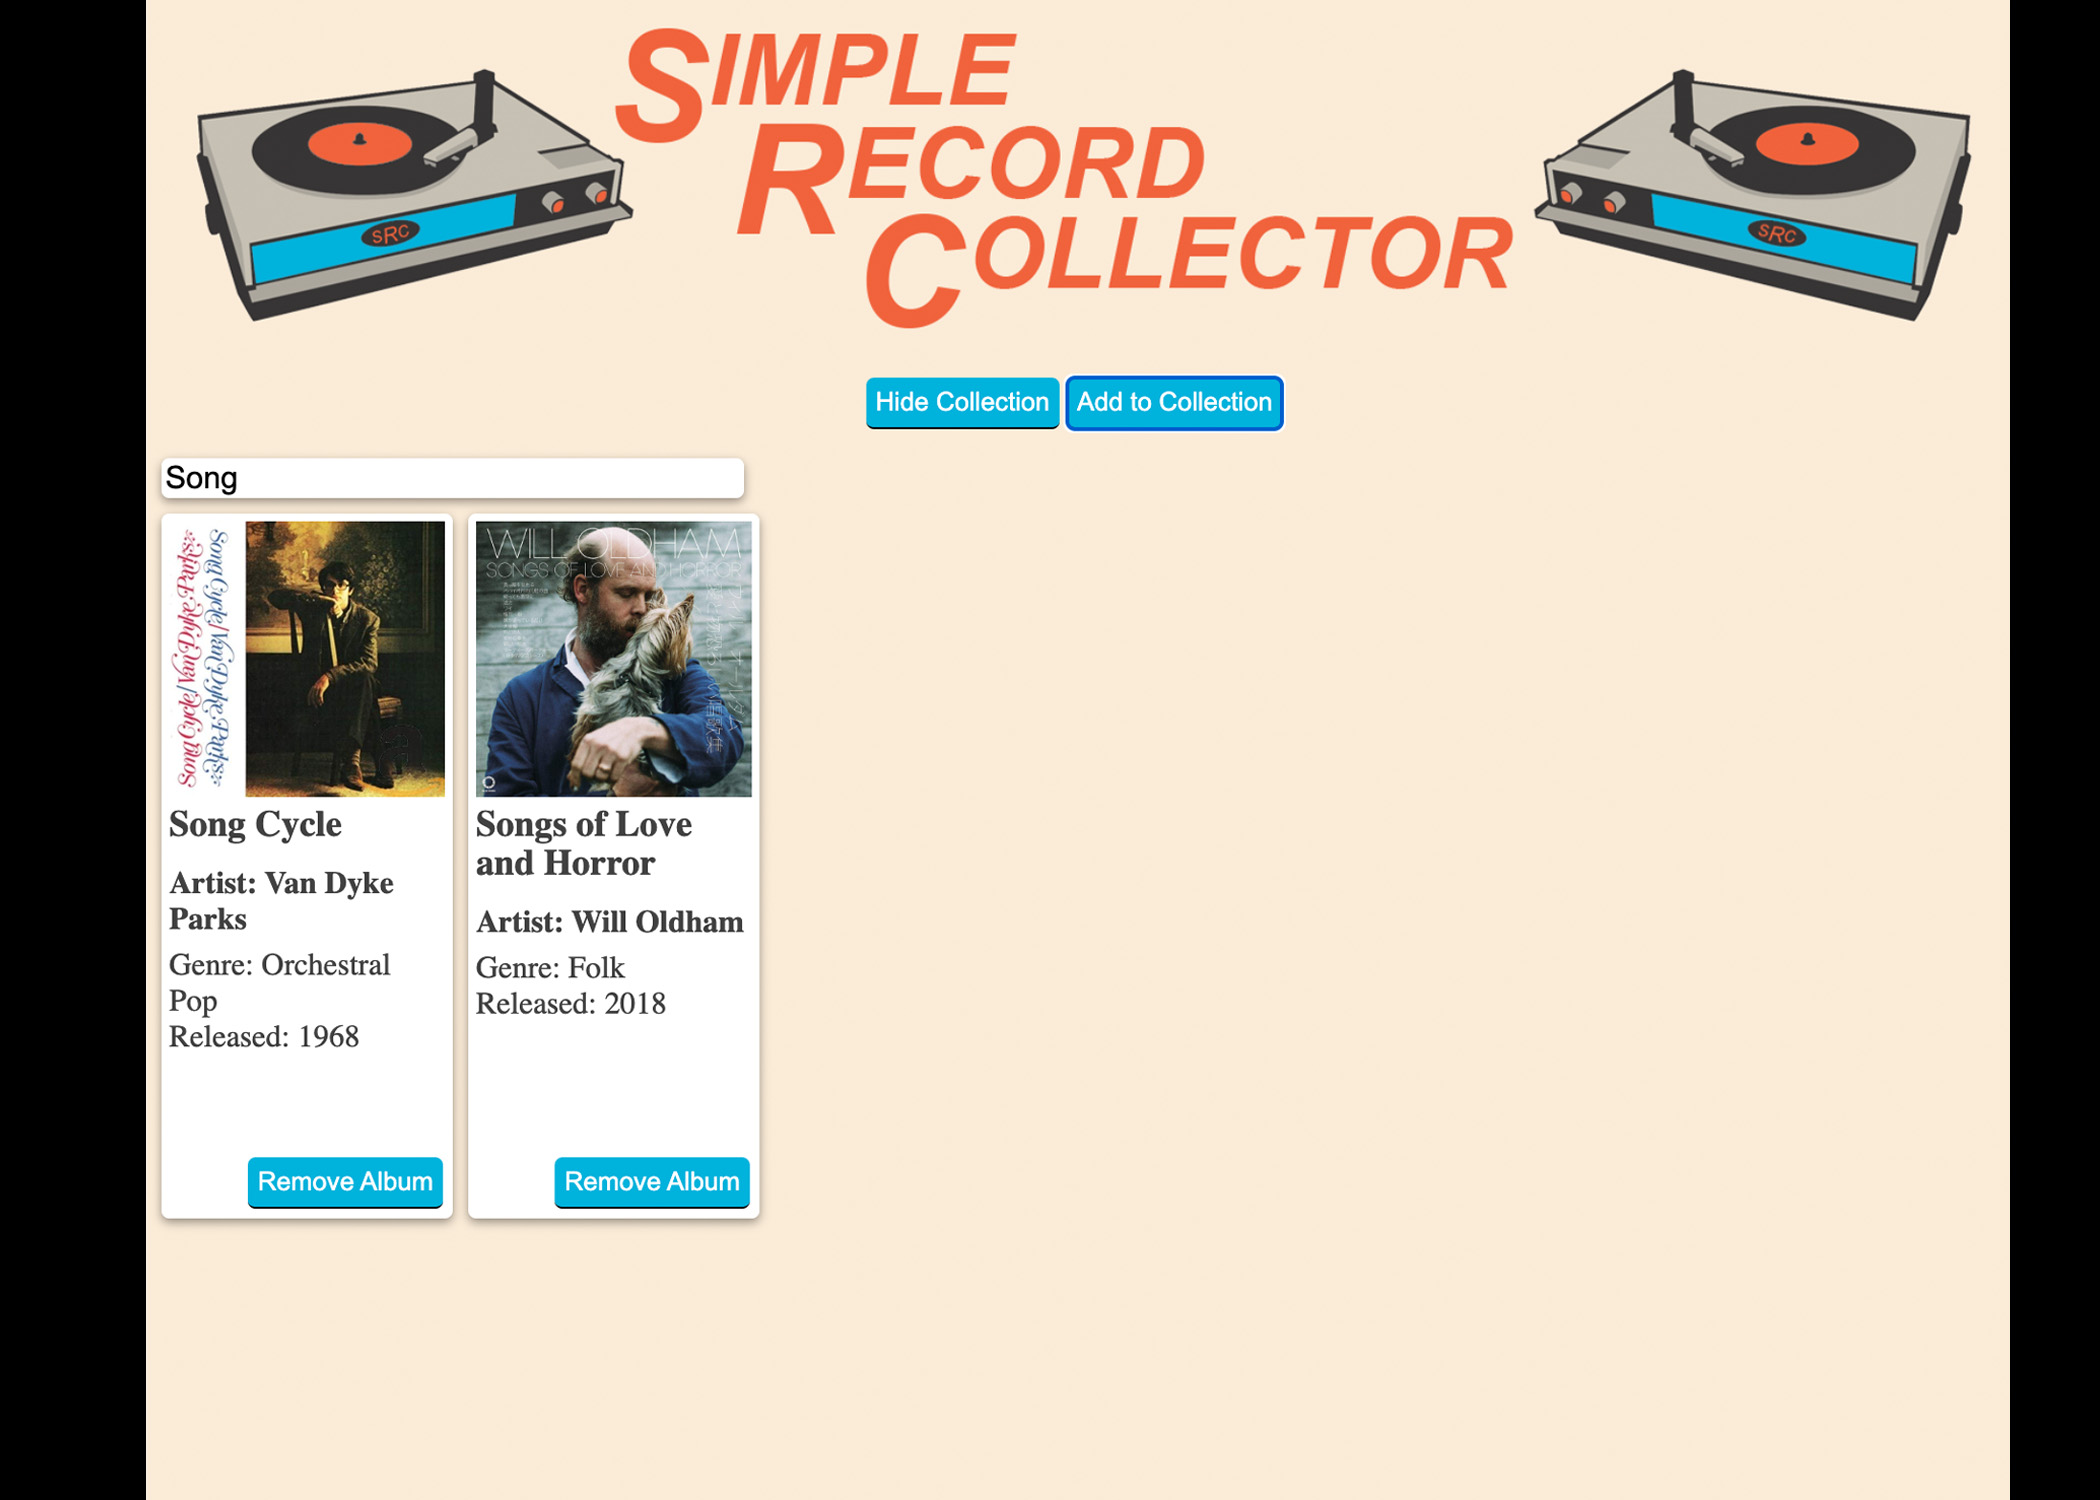 SIMPLE
RECORD
COLLECTOR
SRC
SRC
Hide Collection
Add to Collection
Song
Song Cycle/Van Dyke Parks
Song Cycle/Van Dyke Parks
WILL OLDHAM
SONGS OF LOVE AND HORROR
Song Cycle
Artist: Van Dyke
Parks
Genre: Orchestral
Pop
Released: 1968
Remove Album
Songs of Love
and Horror
Artist: Will Oldham
Genre: Folk
Released: 2018
Remove Album